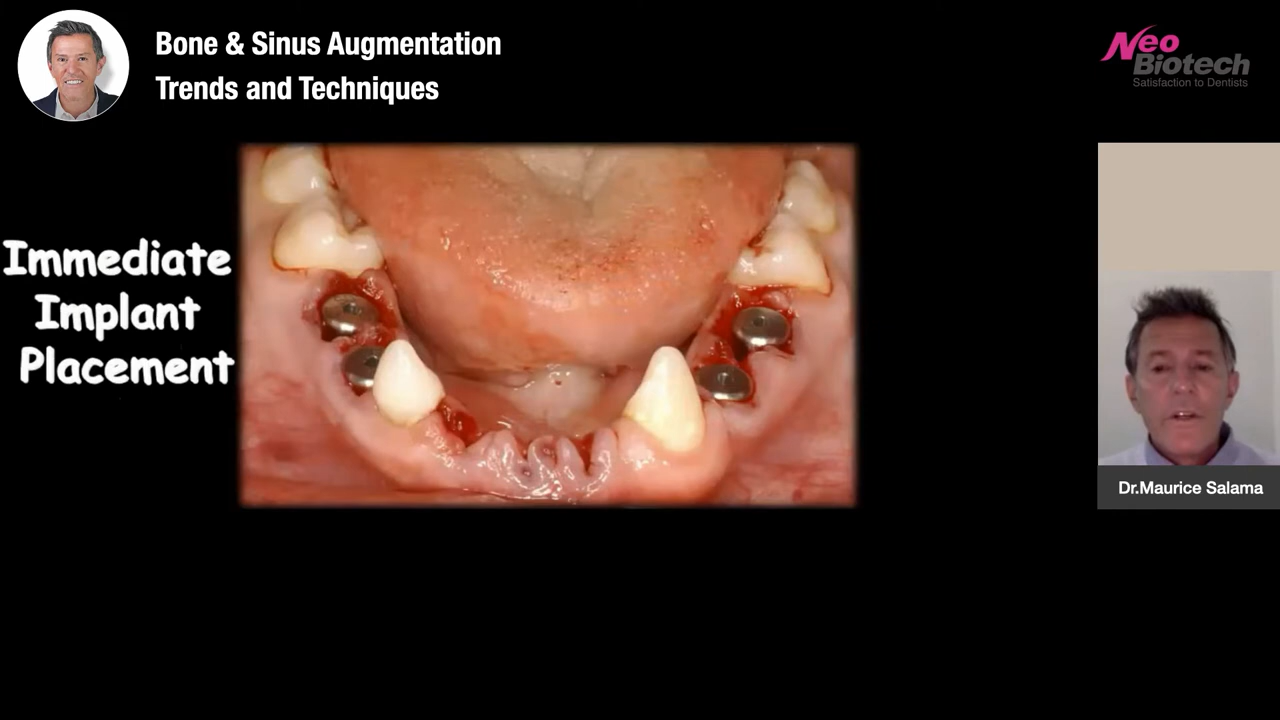 Bone & Sinus Augmentation
Trends and Techniques
Neo
Biotech
Satisfaction to Dentists
Immediate
Implant
Placement
Dr.Maurice Salama